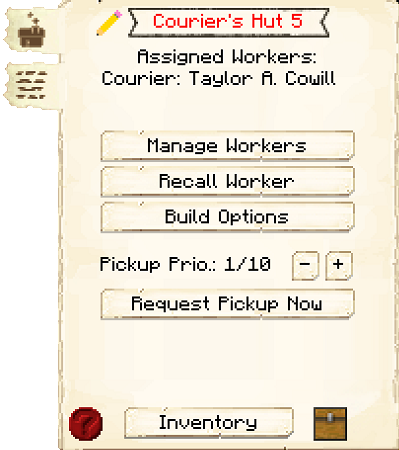 Courier's Hut 5
Assigned Workers:
Courier: Taylor A. Cowill
Manage Workers
Recall Worker
Build Options
Pickup Prio.: 1/10 - +
Request Pickup Now
? Inventory